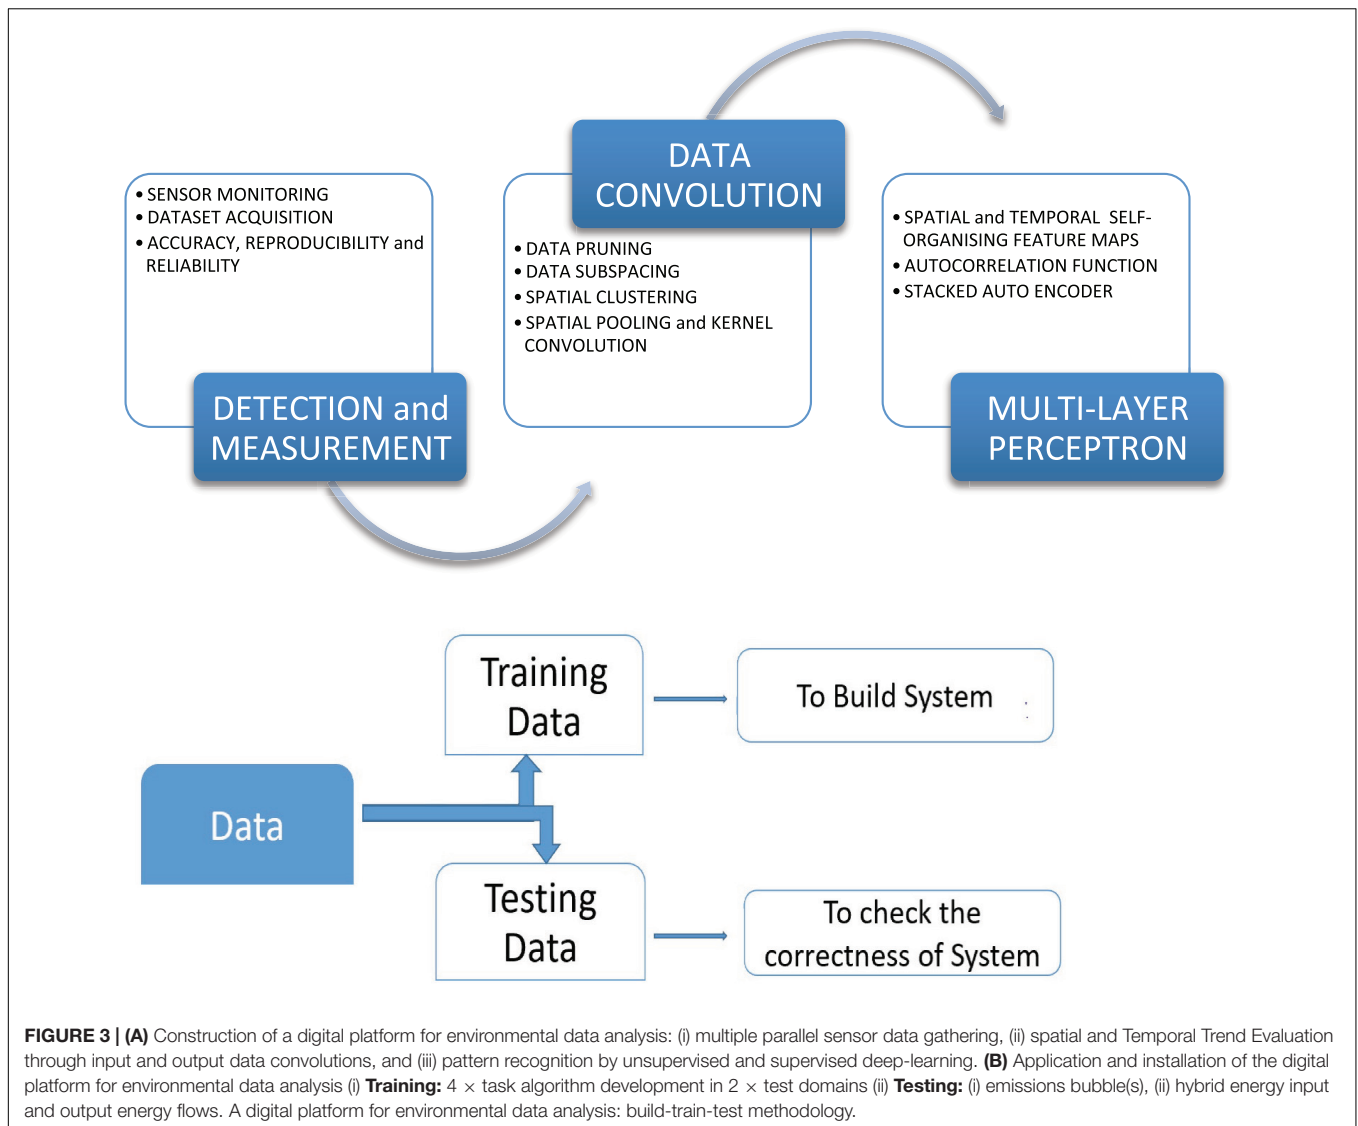 • SENSOR MONITORING
• DATASET ACQUISITION
• ACCURACY, REPRODUCIBILITY and
RELIABILITY
DETECTION and
MEASUREMENT
DATA
CONVOLUTION
• DATA PRUNING
• DATA SUBSPACING
• SPATIAL CLUSTERING
• SPATIAL POOLING and KERNEL
CONVOLUTION
• SPATIAL and TEMPORAL SELF-
ORGANISING FEATURE MAPS
• AUTOCORRELATION FUNCTION
• STACKED AUTO ENCODER
MULTI-LAYER
PERCEPTRON
Data
Training
Data
To Build System
Testing
Data
To check the
correctness of System
FIGURE 3 | (A) Construction of a digital platform for environmental data analysis: (i) multiple parallel sensor data gathering, (ii) spatial and Temporal Trend Evaluation
through input and output data convolutions, and (iii) pattern recognition by unsupervised and supervised deep-learning. (B) Application and installation of the digital
platform for environmental data analysis (i) Training: 4 × task algorithm development in 2 × test domains (ii) Testing: (i) emissions bubble(s), (ii) hybrid energy input
and output energy flows. A digital platform for environmental data analysis: build-train-test methodology.